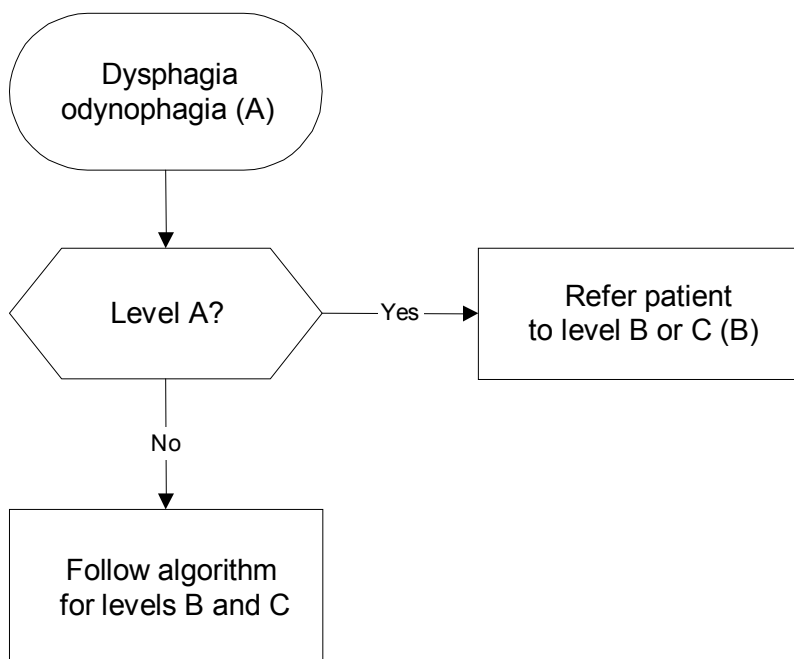 Dysphagia
odynophagia (A)
Level A?
Yes
Refer patient
to level B or C (B)
No
Follow algorithm
for levels B and C